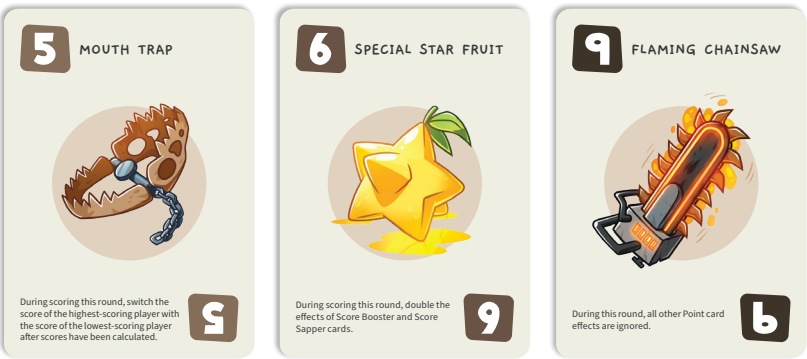 5 MOUTH TRAP
During scoring this round, switch the
score of the highest-scoring player with
the score of the lowest-scoring player
after scores have been calculated.
5
6 SPECIAL STAR FRUIT
During scoring this round, double the
effects of Score Booster and Score
Sapper cards.
6
9 FLAMING CHAINSAW
During this round, all other Point card
effects are ignored.
9